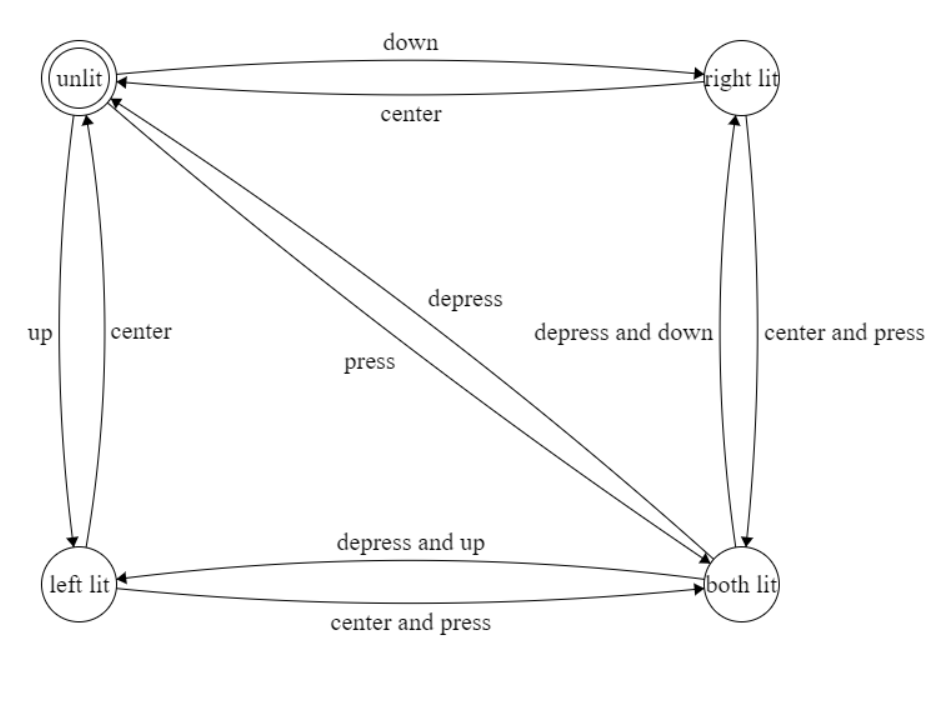 down
unlit
right lit
center
depress
up
center
depress and down
center and press
press
depress and up
left lit
both lit
center and press